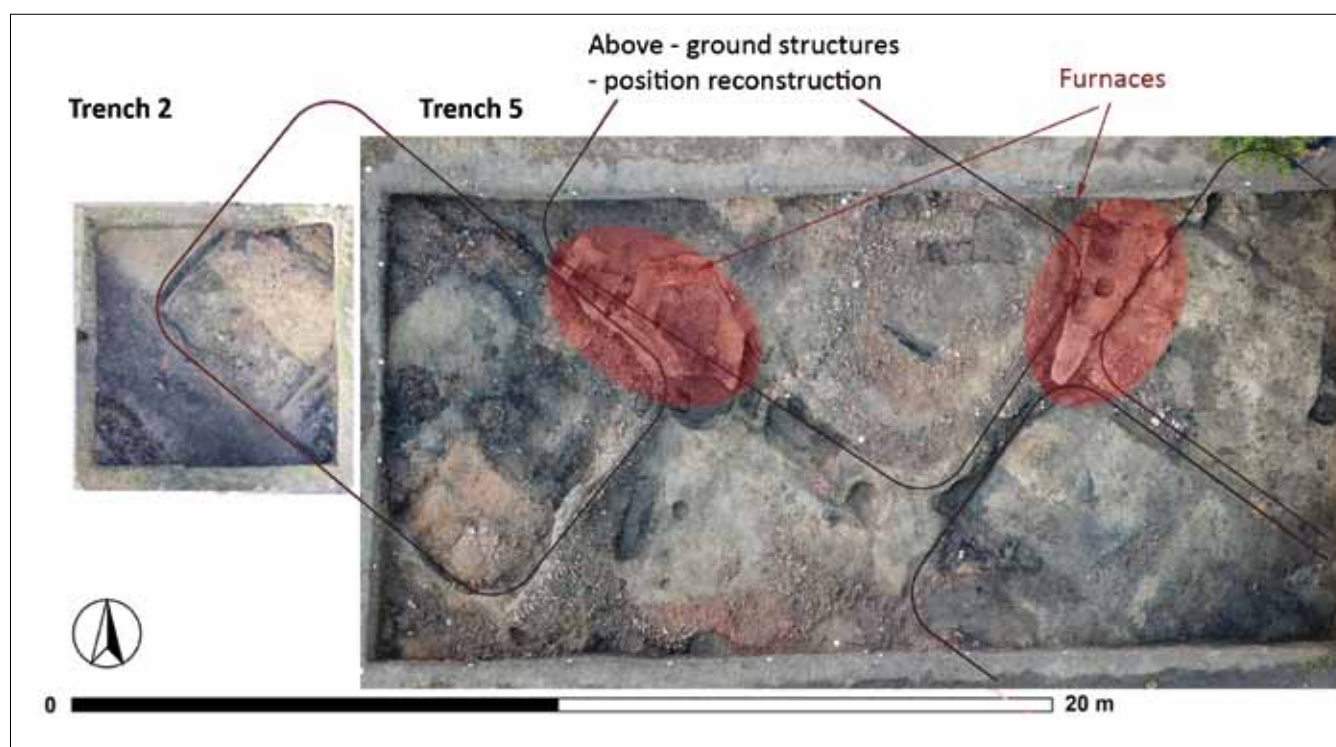 Above - ground structures
- position reconstruction
Furnaces
Trench 2
Trench 5
0
20 m